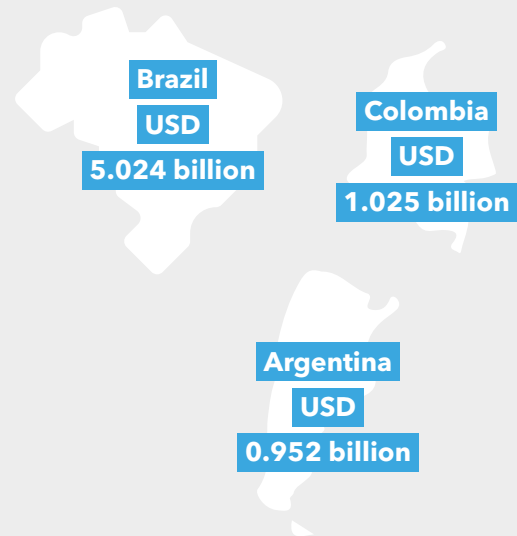 Brazil
USD
5.024 billion
Colombia
USD
1.025 billion
Argentina
USD
0.952 billion